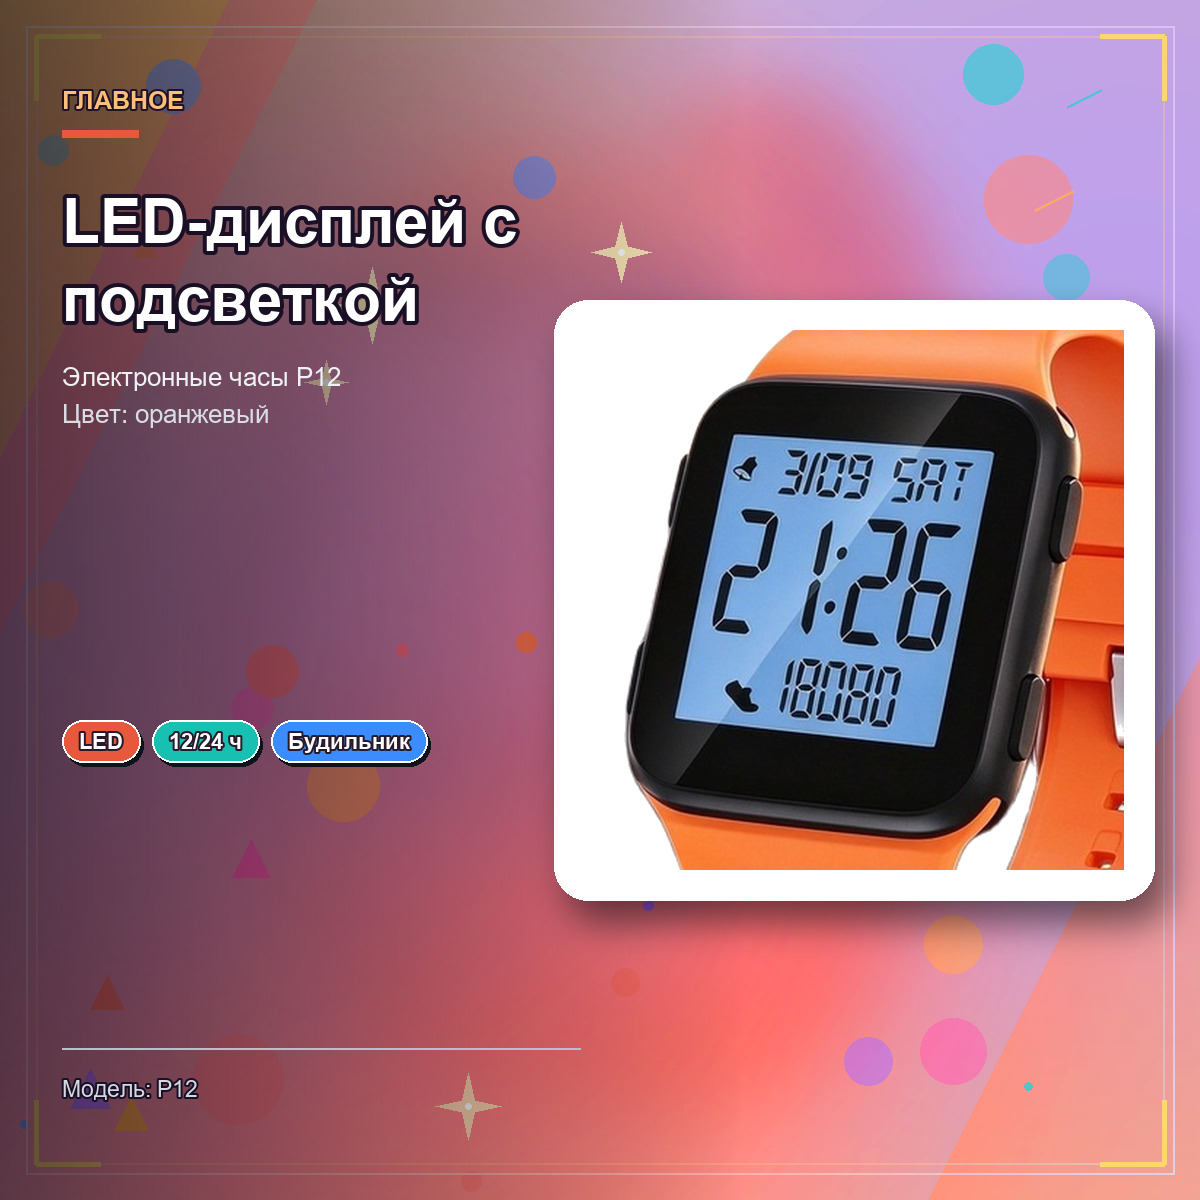 ГЛАВНОЕ
LED-дисплей с
подсветкой
Электронные часы P12
Цвет: оранжевый
3/09 SAT
21:26
18080
LED
12/24 ч
Будильник
Модель: P12